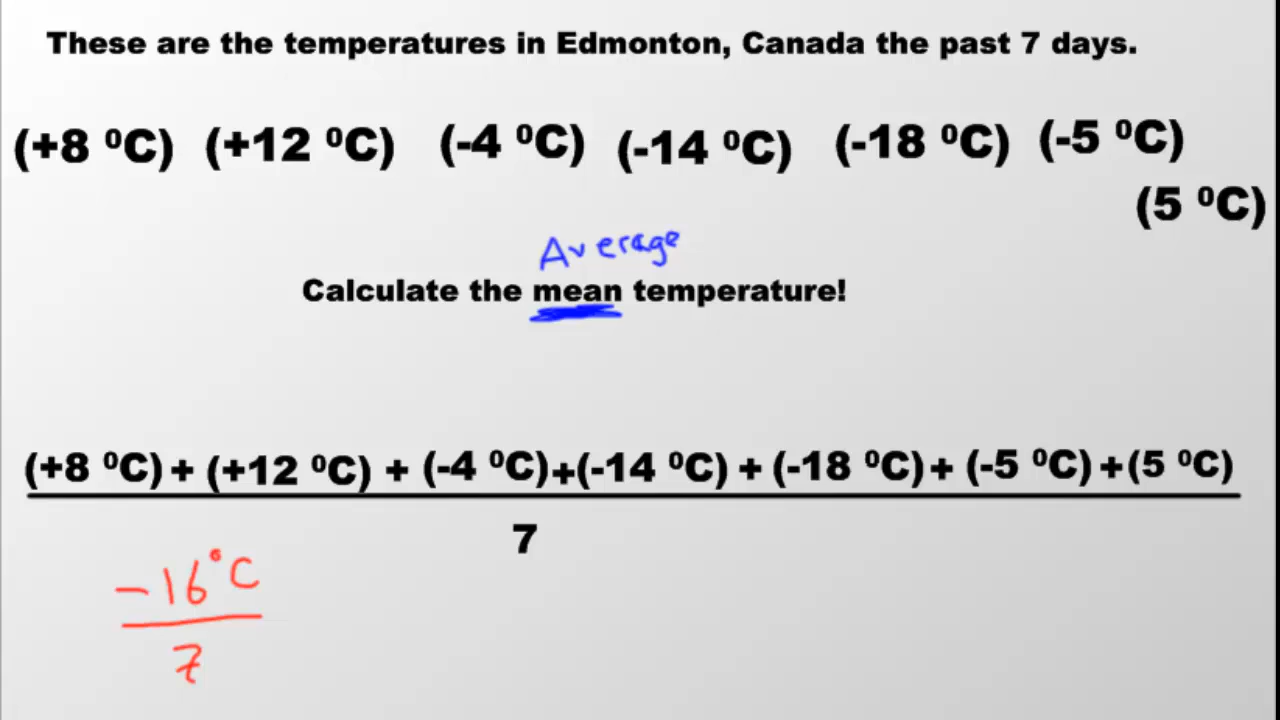 These are the temperatures in Edmonton, Canada the past 7 days.
(+8 ⁰C) (+12 ⁰C) (-4 ⁰C) (-14 ⁰C) (-18 ⁰C) (-5 ⁰C)
(5 ⁰C)
Average
Calculate the mean temperature!
(+8 ⁰C) + (+12 ⁰C) + (-4 ⁰C)+(-14 ⁰C) + (-18 ⁰C) + (-5 ⁰C) +(5 ⁰C)
7
-16°C
7